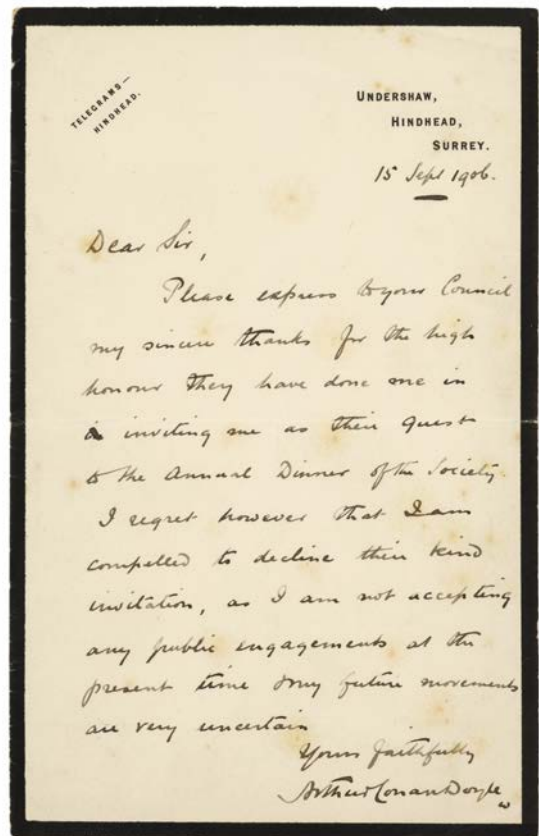 TELEGRAMS—
HINDHEAD.
UNDERSHAW,
HINDHEAD,
SURREY.
15 Sept 1906.
Dear Sir,
Please express to your Council
my sincere thanks for the high
honour they have done me in
inviting me as their guest
to the Annual Dinner of the Society.
I regret however that I am
compelled to decline their kind
invitation, as I am not accepting
any public engagements at the
present time & my future movements
are very uncertain
Yours faithfully
Arthur Conan Doyle